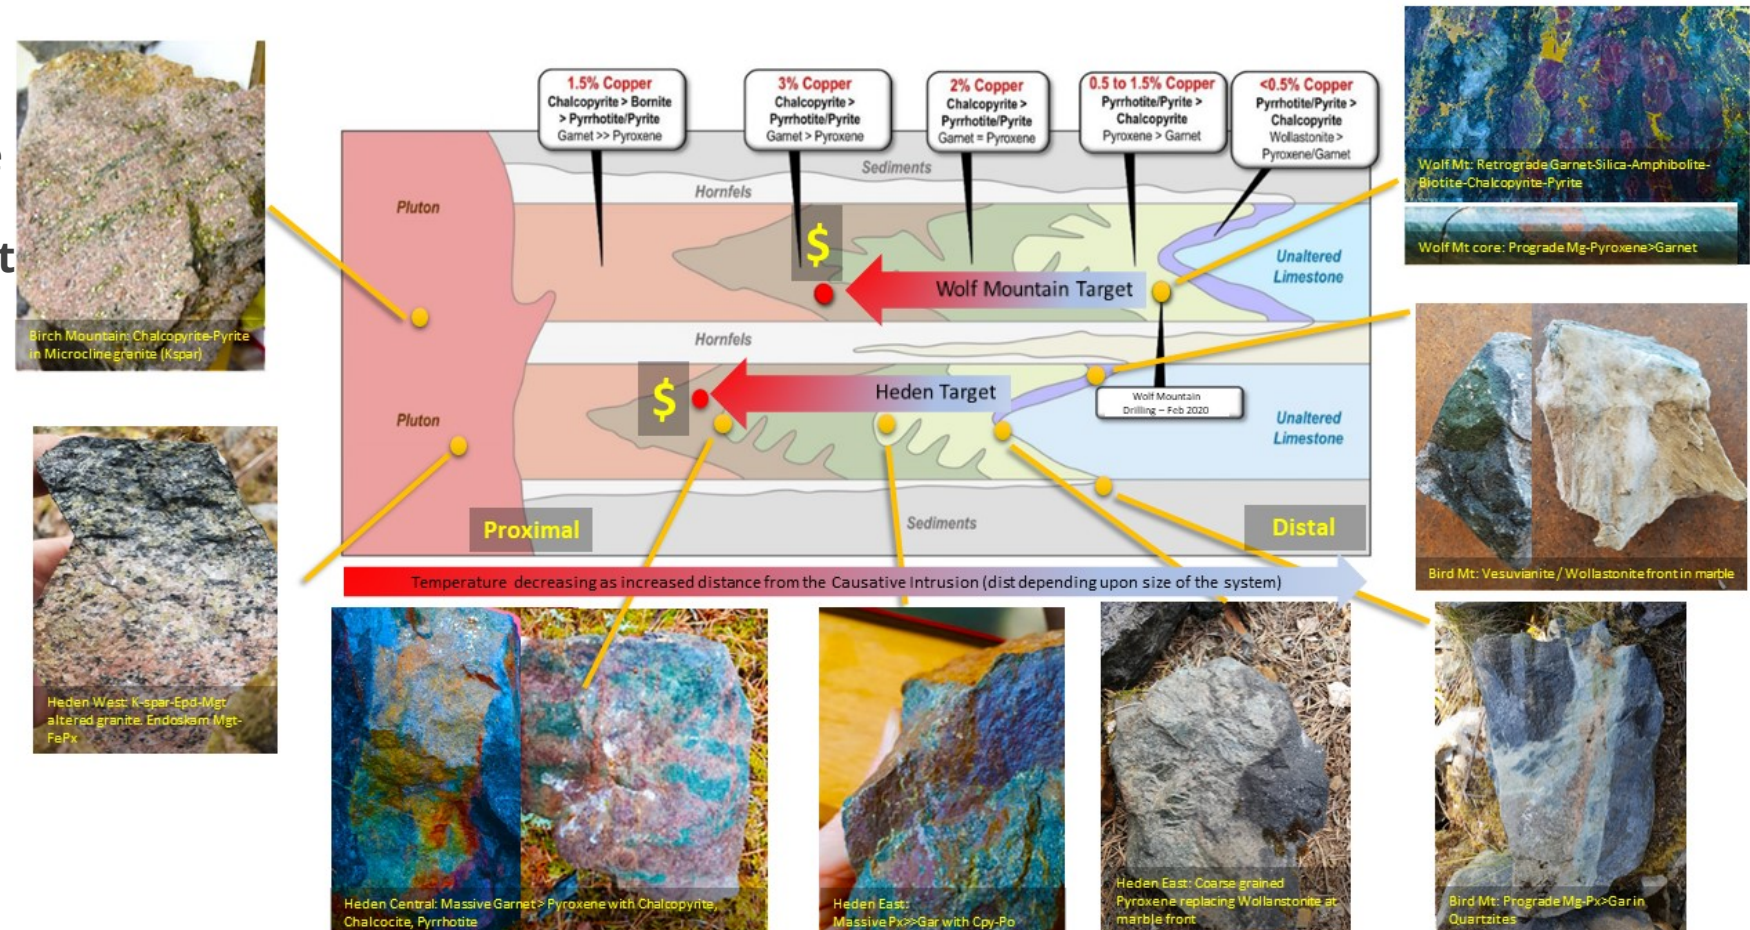 e
t
1.5% Copper
Chalcopyrite > Bornite
> Pyrrhotite/Pyrite
Garnet >> Pyroxene
3% Copper
Chalcopyrite >
Pyrrhotite/Pyrite
Garnet > Pyroxene
2% Copper
Chalcopyrite >
Pyrrhotite/Pyrite
Garnet = Pyroxene
0.5 to 1.5% Copper
Pyrrhotite/Pyrite >
Chalcopyrite
Pyroxene > Garnet
<0.5% Copper
Pyrrhotite/Pyrite >
Chalcopyrite
Wollastonite >
Pyroxene/Garnet
Wolf Mt: Retrograde Garnet-Silica-Amphibolite-
Biotite-Chalcopyrite-Pyrite
Wolf Mt core: Prograde Mg-Pyroxene>Garnet
Sediments
Hornfels
Pluton
$
Unaltered
Limestone
Wolf Mountain Target
Birch Mountain: Chalcopyrite-Pyrite
in Microcline granite (Kspar)
Hornfels
$
Heden Target
Wolf Mountain
Drilling – Feb 2020
Pluton
Unaltered
Limestone
Proximal
Sediments
Distal
Temperature decreasing as increased distance from the Causative Intrusion (dist depending upon size of the system)
Bird Mt: Vesuvianite / Wollastonite front in marble
Heden West: K-spar-Epd-Mgt
altered granite. Endoskarn Mgt-
FePx
Heden Central: Massive Garnet > Pyroxene with Chalcopyrite,
Chalcocite, Pyrrhotite
Heden East:
Massive Px>>Gar with Cpy-Po
Heden East: Coarse grained
Pyroxene replacing Wollanstonite at
marble front
Bird Mt: Prograde Mg-Px>Gar in
Quartzites